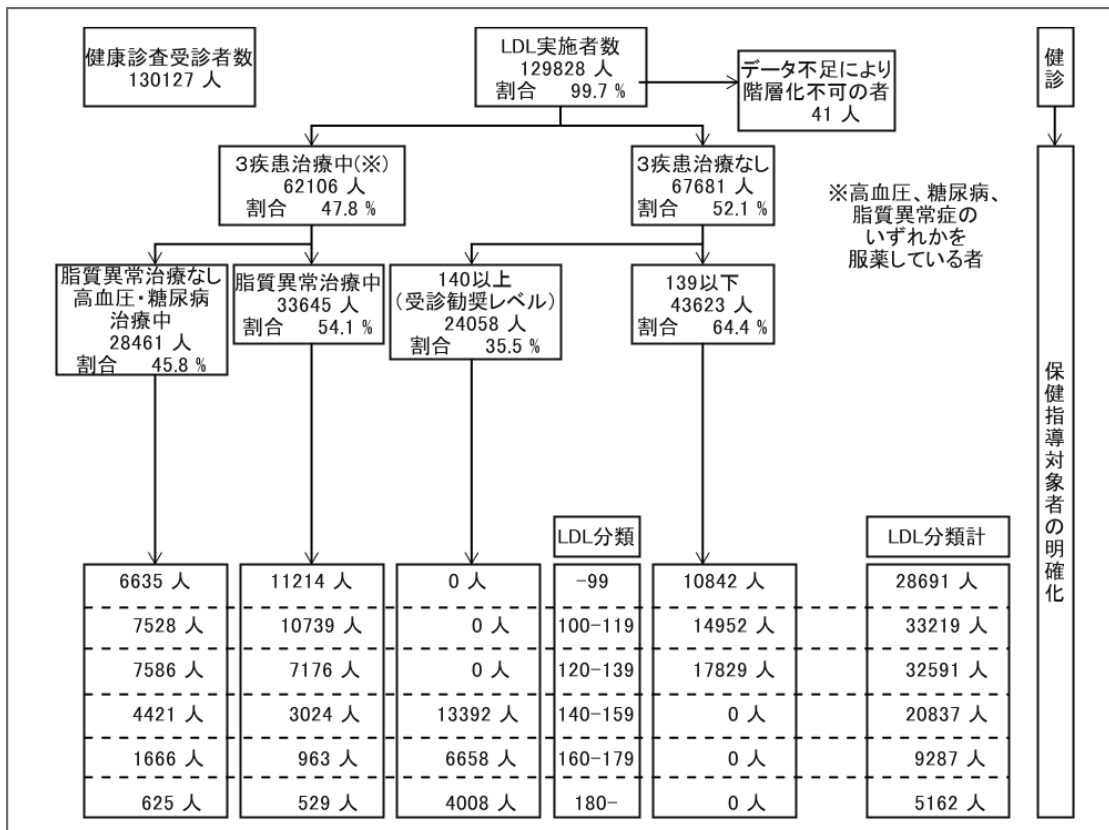 健康診査受診者数
130127 人
LDL実施者数
129828 人
割合 99.7 %
データ不足により
階層化不可の者
41 人
健診
3疾患治療中(※)
62106 人
割合 47.8 %
3疾患治療なし
67681 人
割合 52.1 %
※高血圧、糖尿病、
脂質異常症の
いずれかを
服薬している者
脂質異常治療なし
高血圧・糖尿病
治療中
28461 人
割合 45.8 %
脂質異常治療中
33645 人
割合 54.1 %
140以上
(受診勧奨レベル)
24058 人
割合 35.5 %
139以下
43623 人
割合 64.4 %
保健指導対象者の明確化
LDL分類
LDL分類計
6635 人 11214 人 0 人 -99 10842 人 28691 人
7528 人 10739 人 0 人 100-119 14952 人 33219 人
7586 人 7176 人 0 人 120-139 17829 人 32591 人
4421 人 3024 人 13392 人 140-159 0 人 20837 人
1666 人 963 人 6658 人 160-179 0 人 9287 人
625 人 529 人 4008 人 180- 0 人 5162 人